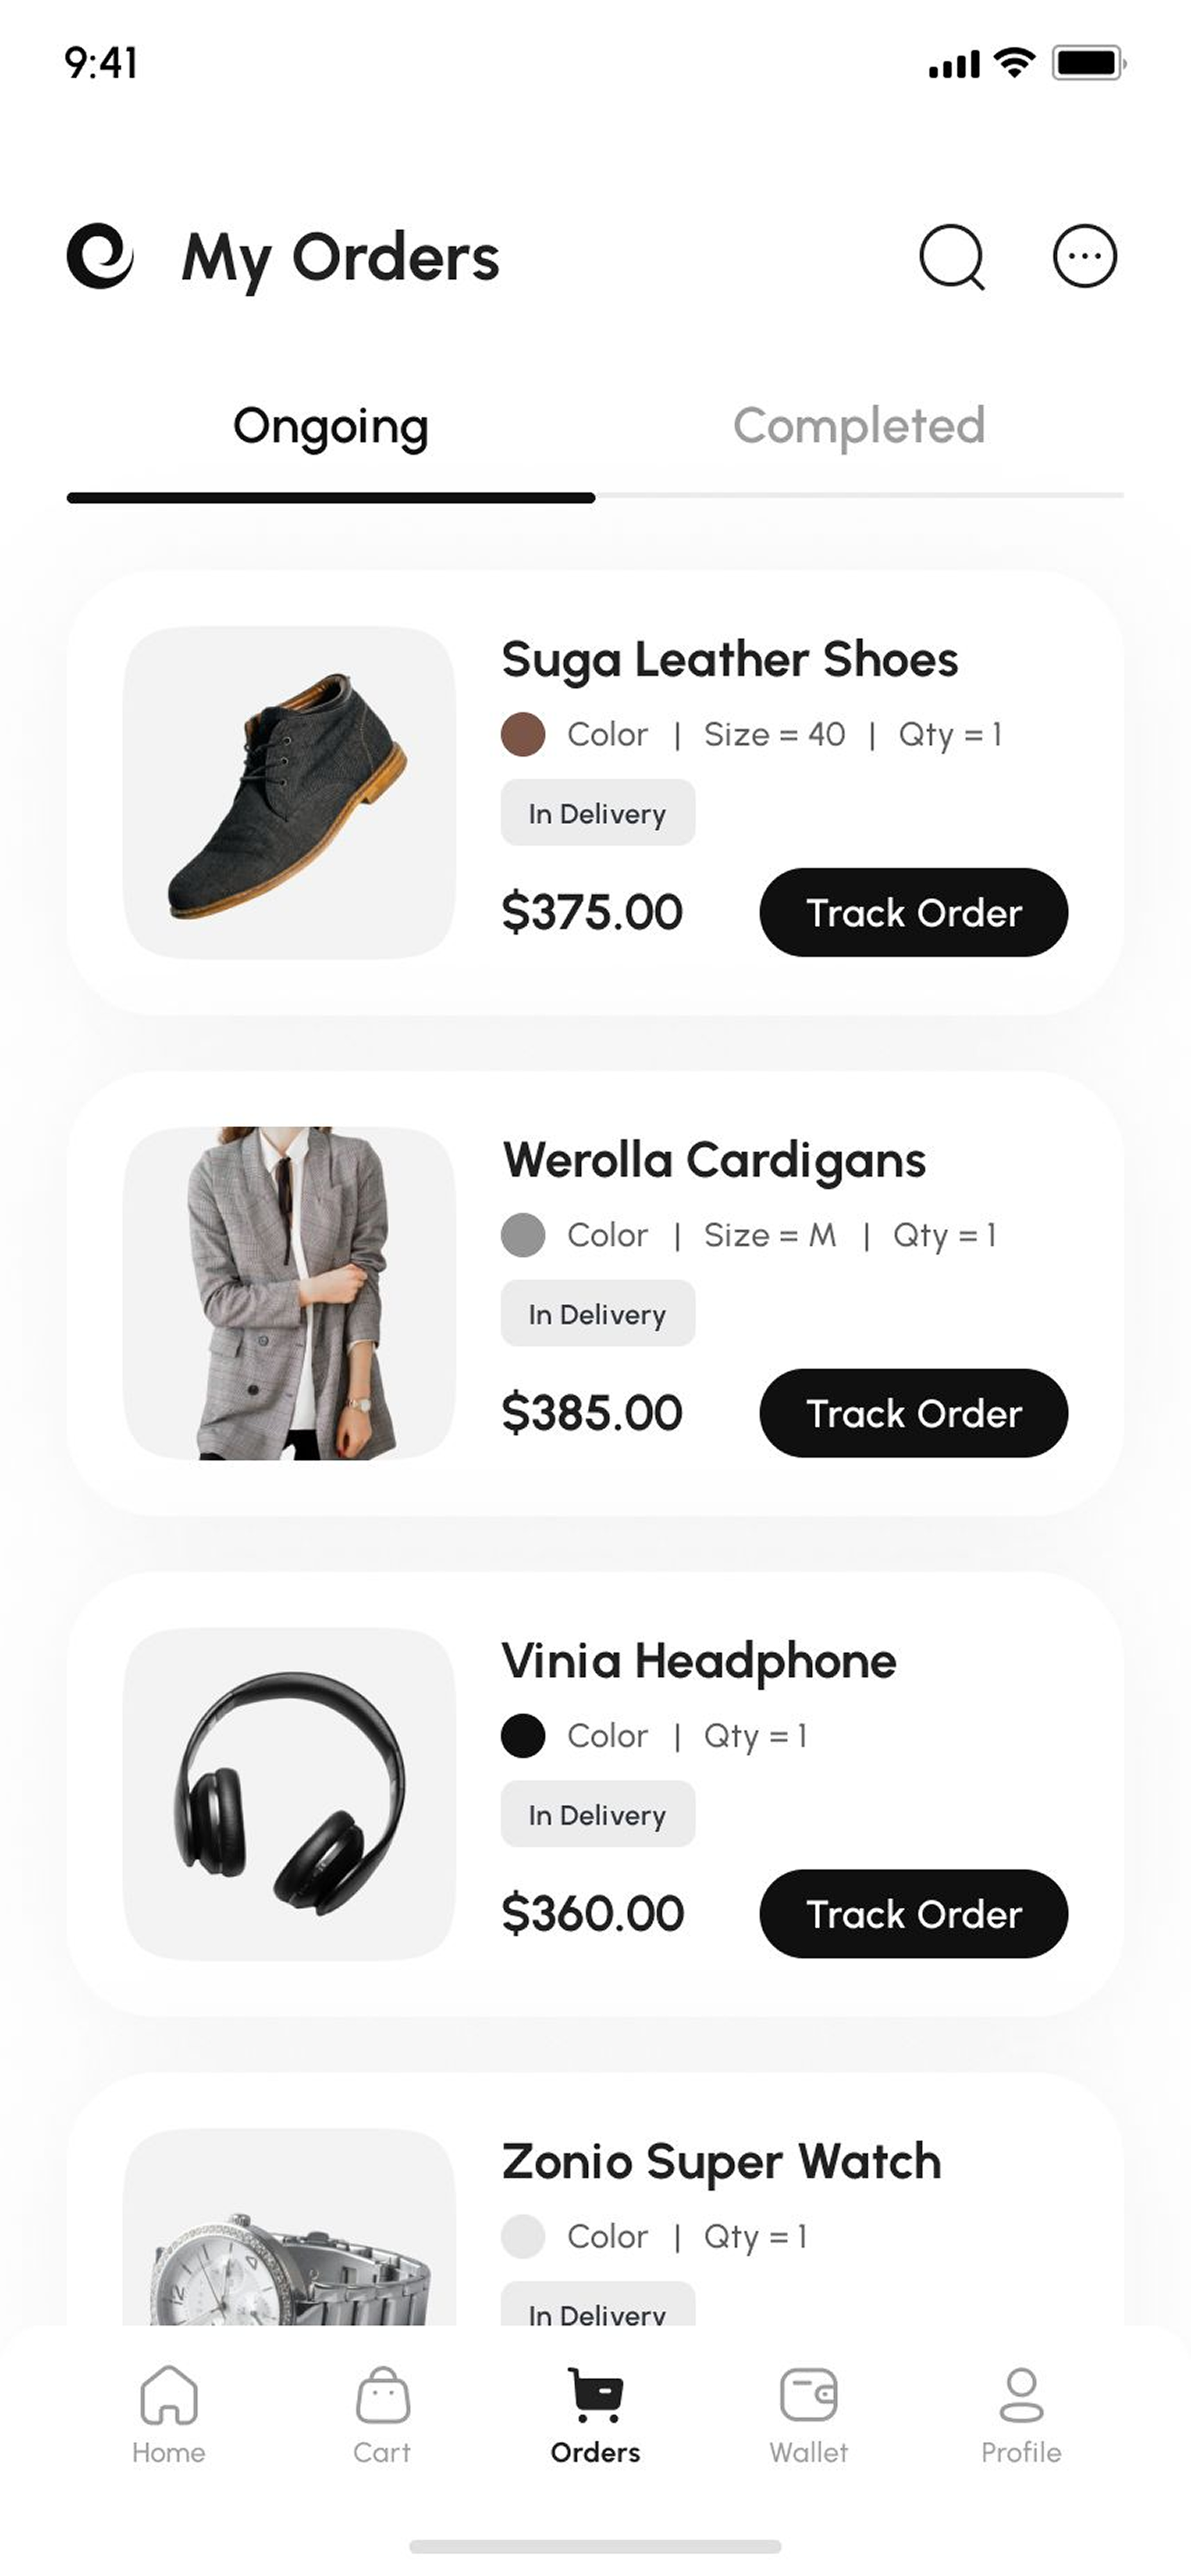 9:41
My Orders
Ongoing Completed
Suga Leather Shoes
Color | Size = 40 | Qty = 1
In Delivery
$375.00 Track Order
Werolla Cardigans
Color | Size = M | Qty = 1
In Delivery
$385.00 Track Order
Vinia Headphone
Color | Qty = 1
In Delivery
$360.00 Track Order
Zonio Super Watch
Color | Qty = 1
In Delivery
Home Cart Orders Wallet Profile